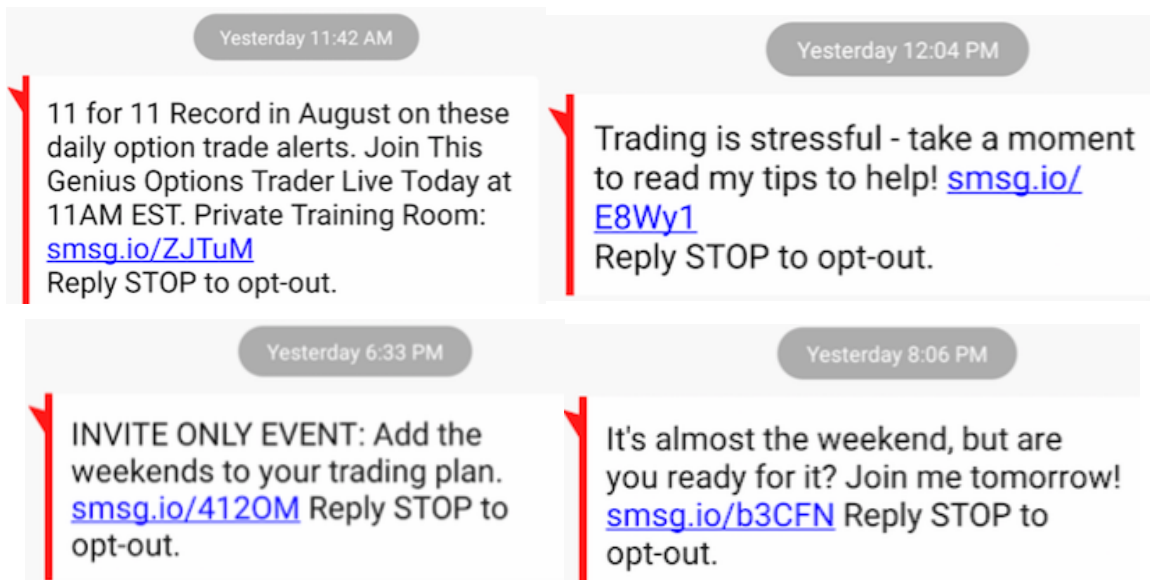 Yesterday 11:42 AM
11 for 11 Record in August on these
daily option trade alerts. Join This
Genius Options Trader Live Today at
11AM EST. Private Training Room:
smsg.io/ZJTuM
Reply STOP to opt-out.
Yesterday 12:04 PM
Trading is stressful - take a moment
to read my tips to help! smsg.io/
E8Wy1
Reply STOP to opt-out.
Yesterday 6:33 PM
INVITE ONLY EVENT: Add the
weekends to your trading plan.
smsg.io/412OM Reply STOP to
opt-out.
Yesterday 8:06 PM
It's almost the weekend, but are
you ready for it? Join me tomorrow!
smsg.io/b3CFN Reply STOP to
opt-out.